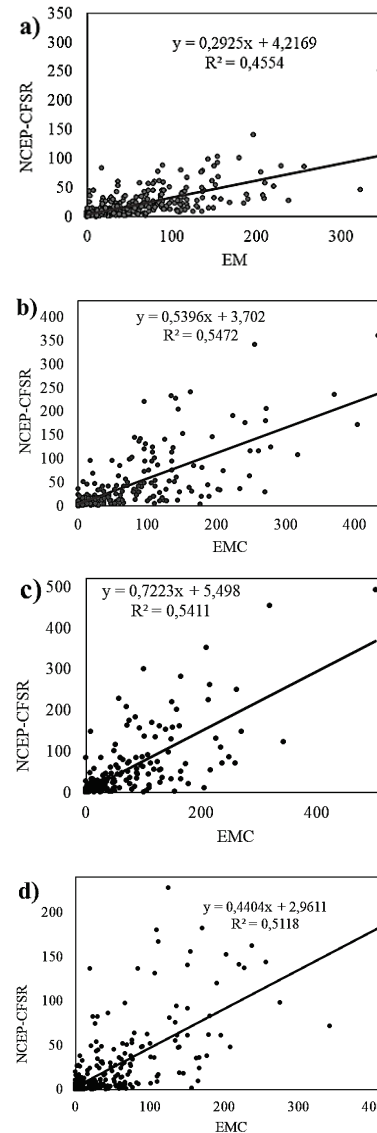 a)
y = 0,2925x + 4,2169
R² = 0,4554
NCEP-CFSR
350
300
250
200
150
100
50
0
0 100 200 300
EM
b)
y = 0,5396x + 3,702
R² = 0,5472
NCEP-CFSR
400
350
300
250
200
150
100
50
0
0 100 200 300 400
EMC
c)
y = 0,7223x + 5,498
R² = 0,5411
NCEP-CFSR
500
400
300
200
100
0
0 200 400
EMC
d)
y = 0,4404x + 2,9611
R² = 0,5118
NCEP-CFSR
200
150
100
50
0
0 100 200 300 400
EMC